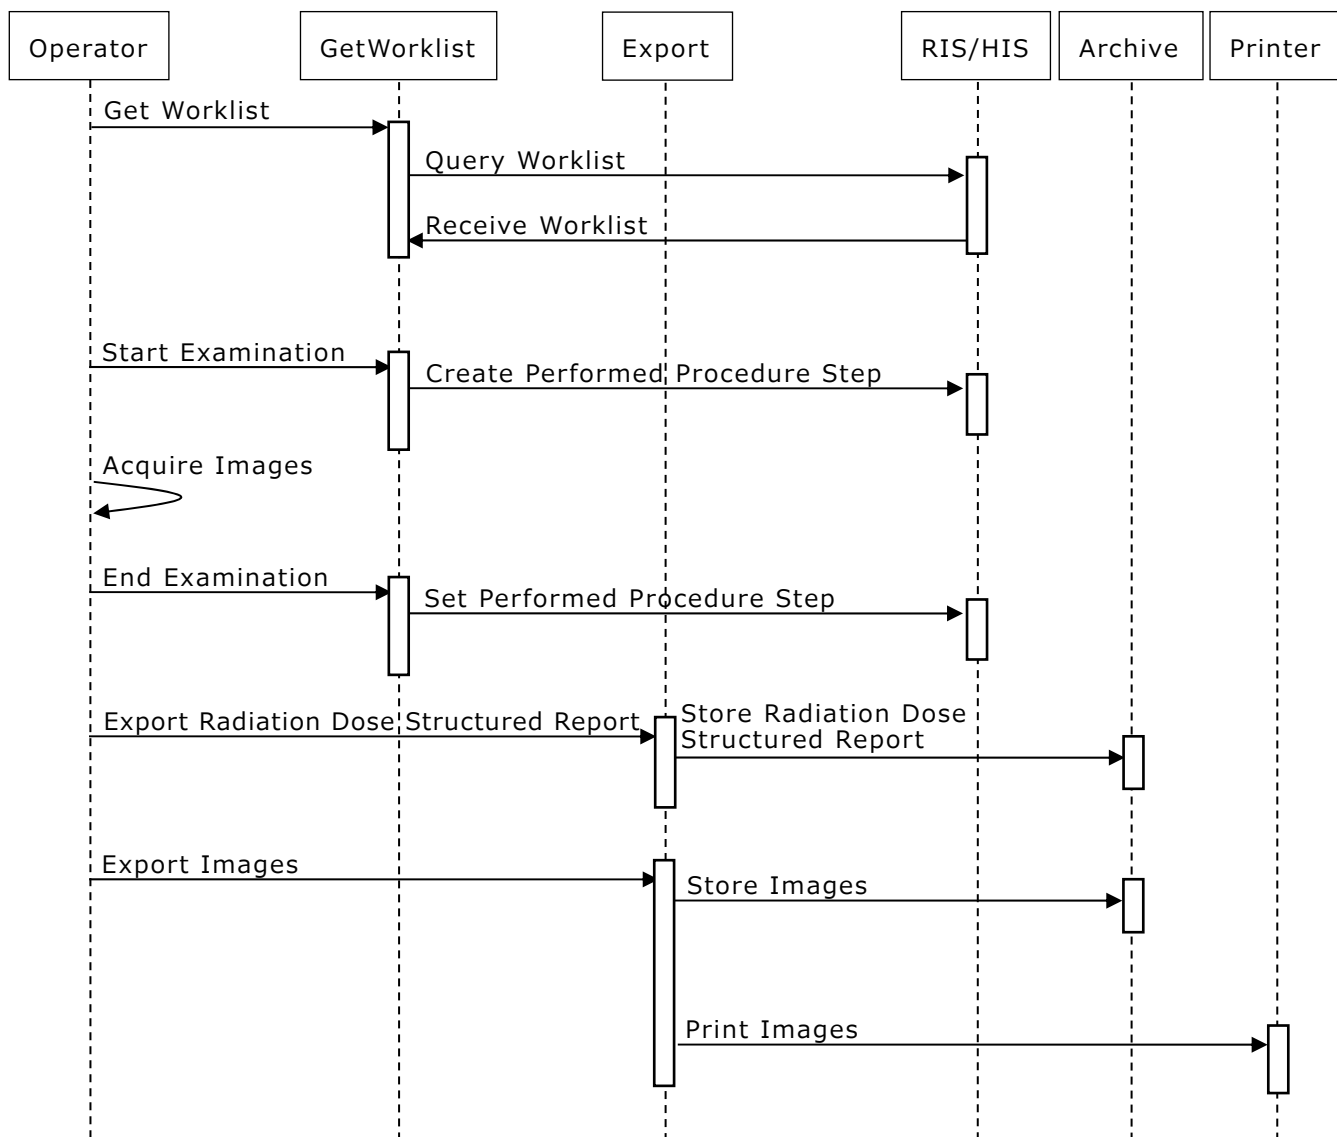 Operator
GetWorklist
Export
RIS/HIS
Archive
Printer
Get Worklist
Query Worklist
Receive Worklist
Start Examination
Create Performed Procedure Step
Acquire Images
End Examination
Set Performed Procedure Step
Export Radiation Dose Structured Report
Store Radiation Dose
Structured Report
Export Images
Store Images
Print Images